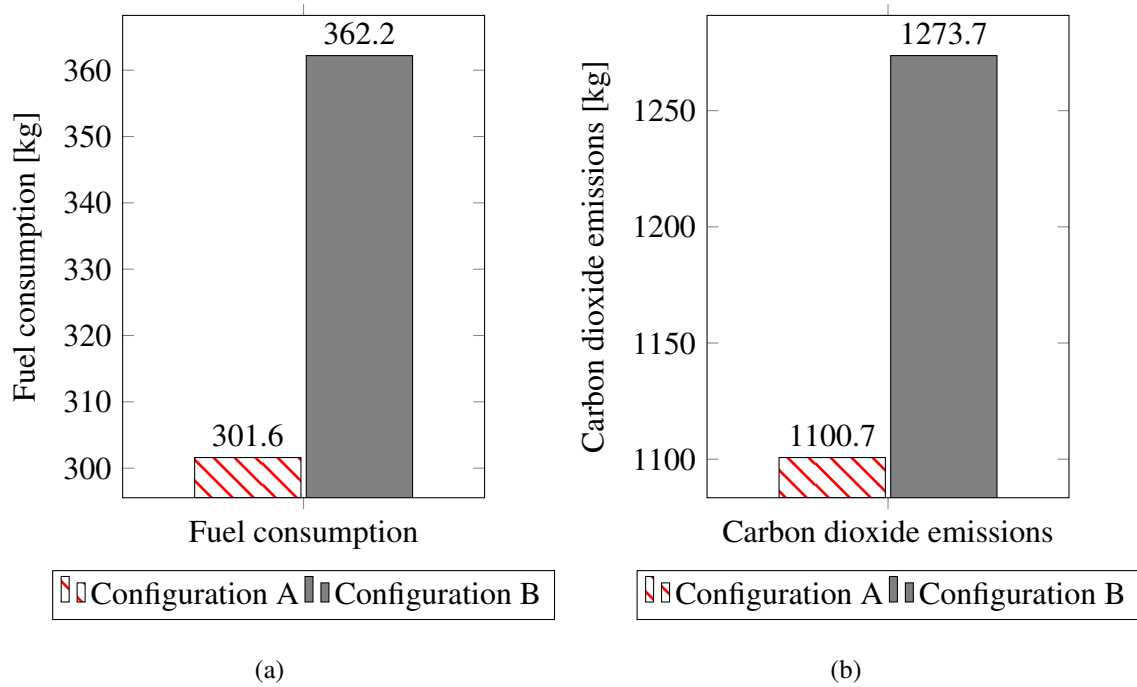 Fuel consumption [kg]
360
350
340
330
320
310
300
362.2
301.6
Fuel consumption
Configuration A Configuration B
(a)
Carbon dioxide emissions [kg]
1250
1200
1150
1100
1273.7
1100.7
Carbon dioxide emissions
Configuration A Configuration B
(b)